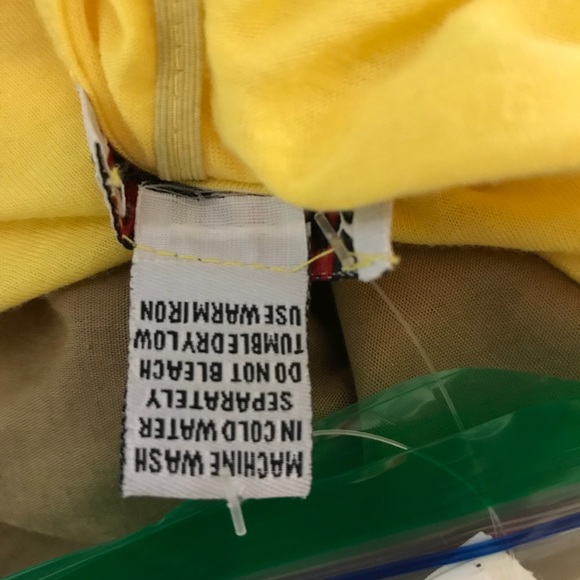 MACHINE WASH
IN COLD WATER
SEPARATELY
DO NOT BLEACH
TUMBLE DRY LOW
USE WARM IRON